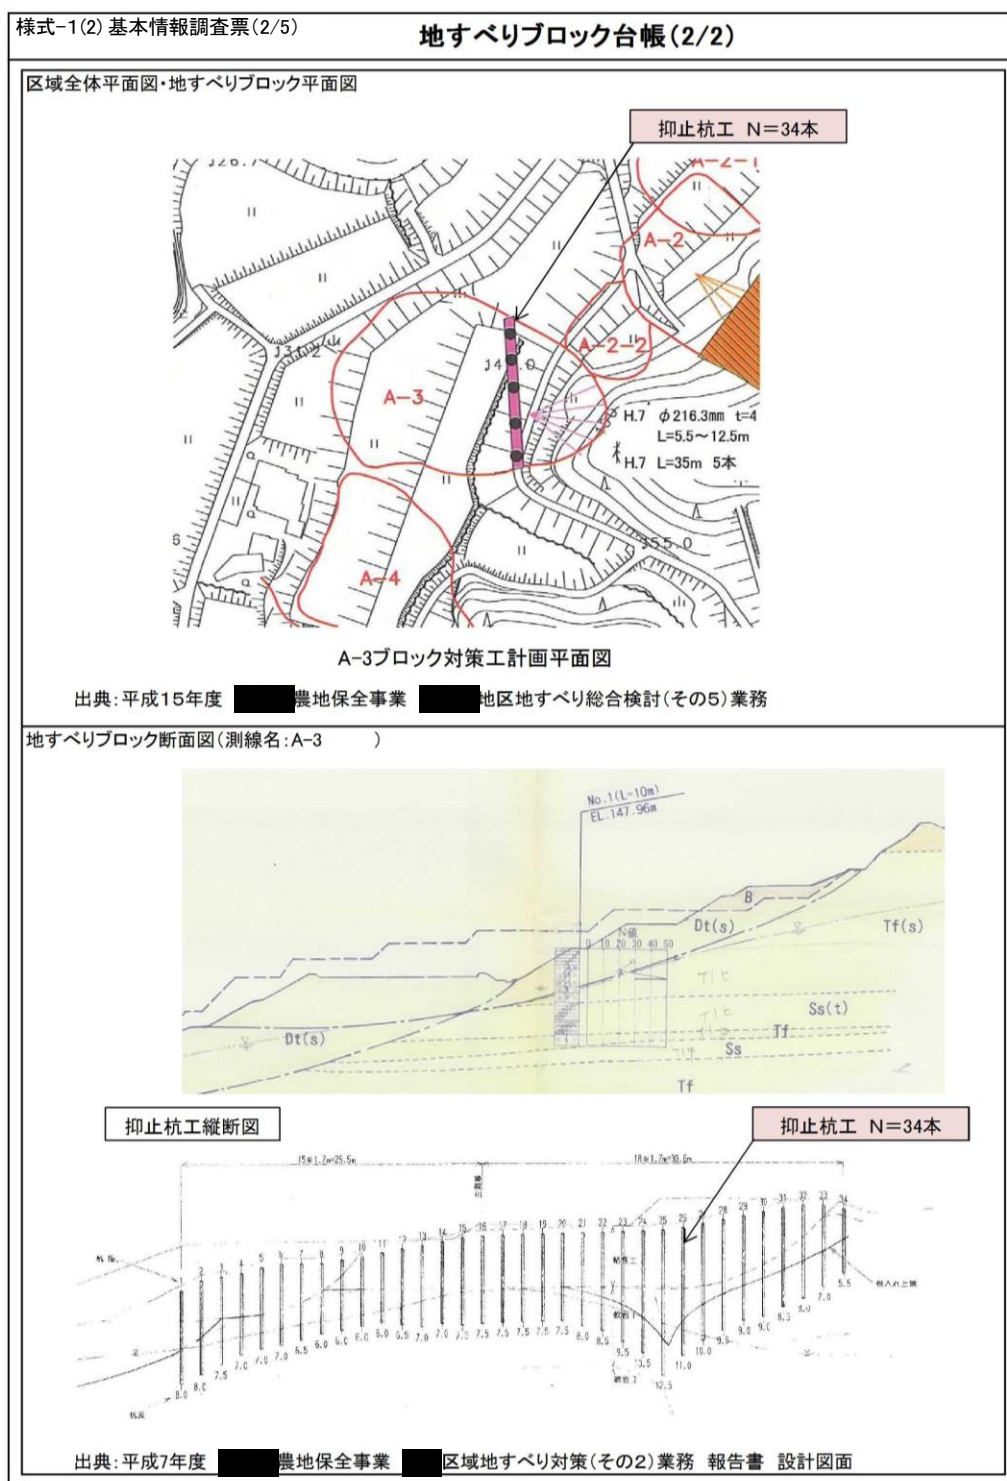 様式-1(2) 基本情報調査票(2/5)
地すべりブロック台帳(2/2)
区域全体平面図・地すべりブロック平面図
抑止杭工 N=34本
A-2-1
A-2
A-2-2
A-3
H.7 φ216.3mm t=4
L=5.5~12.5m
H.7 L=35m 5本
J55.0
A-4
A-3ブロック対策工計画平面図
出典:平成15年度 農地保全事業 地区地すべり総合検討(その5)業務
地すべりブロック断面図(測線名:A-3 )
No.1(L=10m)
EL.147.96m
B
N値
0 10 20 30 40 50
Dt(s)
Tf(s)
Ss(t)
Dt(s)
Tf
Ss
Tf
抑止杭工縦断図
抑止杭工 N=34本
15@1.7m=25.5m
18@1.7m=30.6m
2 3 4 5 6 7 8 9 10 11 12 13 14 15 16 17 18 19 20 21 22 23 24 25 26 28 29 30 31 32 33 34
8.0 8.0 7.5 7.0 7.0 7.0 6.5 6.0 6.0 6.0 6.0 6.5 7.0 7.0 7.5 7.5 7.5 7.5 7.5 7.5 8.0 8.5 9.5 10.5 12.5 11.0 10.0 9.5 9.0 9.0 8.5 8.0 7.0 5.5
出典:平成7年度 農地保全事業 区域地すべり対策(その2)業務 報告書 設計図面